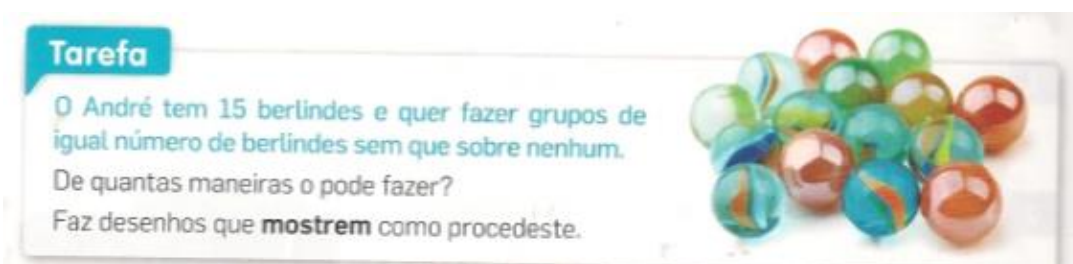 Tarefa
O André tem 15 berlindes e quer fazer grupos de
igual número de berlindes sem que sobre nenhum.
De quantas maneiras o pode fazer?
Faz desenhos que mostrem como procedeste.